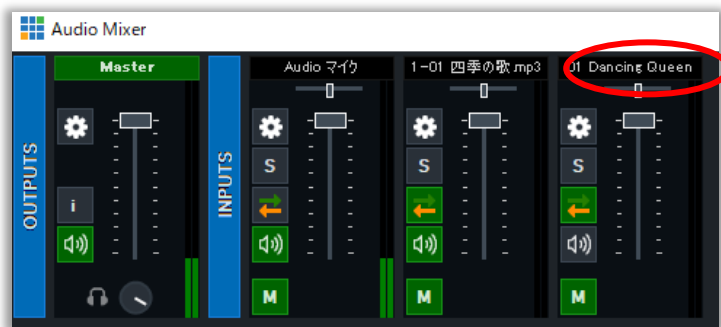 Audio Mixer
OUTPUTS
Master
i
INPUTS
Audio マイク
S
M
1-01 四季の歌.mp3
S
M
01 Dancing Queen
S
M